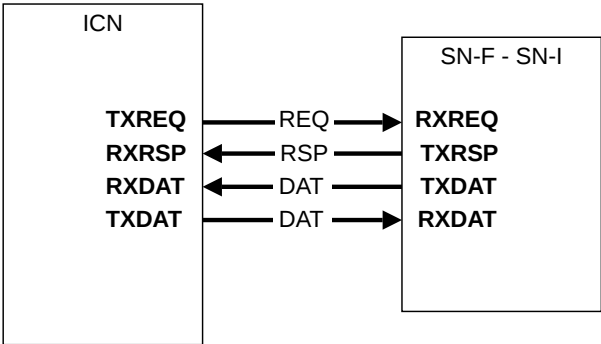 ICN
SN-F - SN-I
TXREQ REQ RXREQ
RXRSP RSP TXRSP
RXDAT DAT TXDAT
TXDAT DAT RXDAT